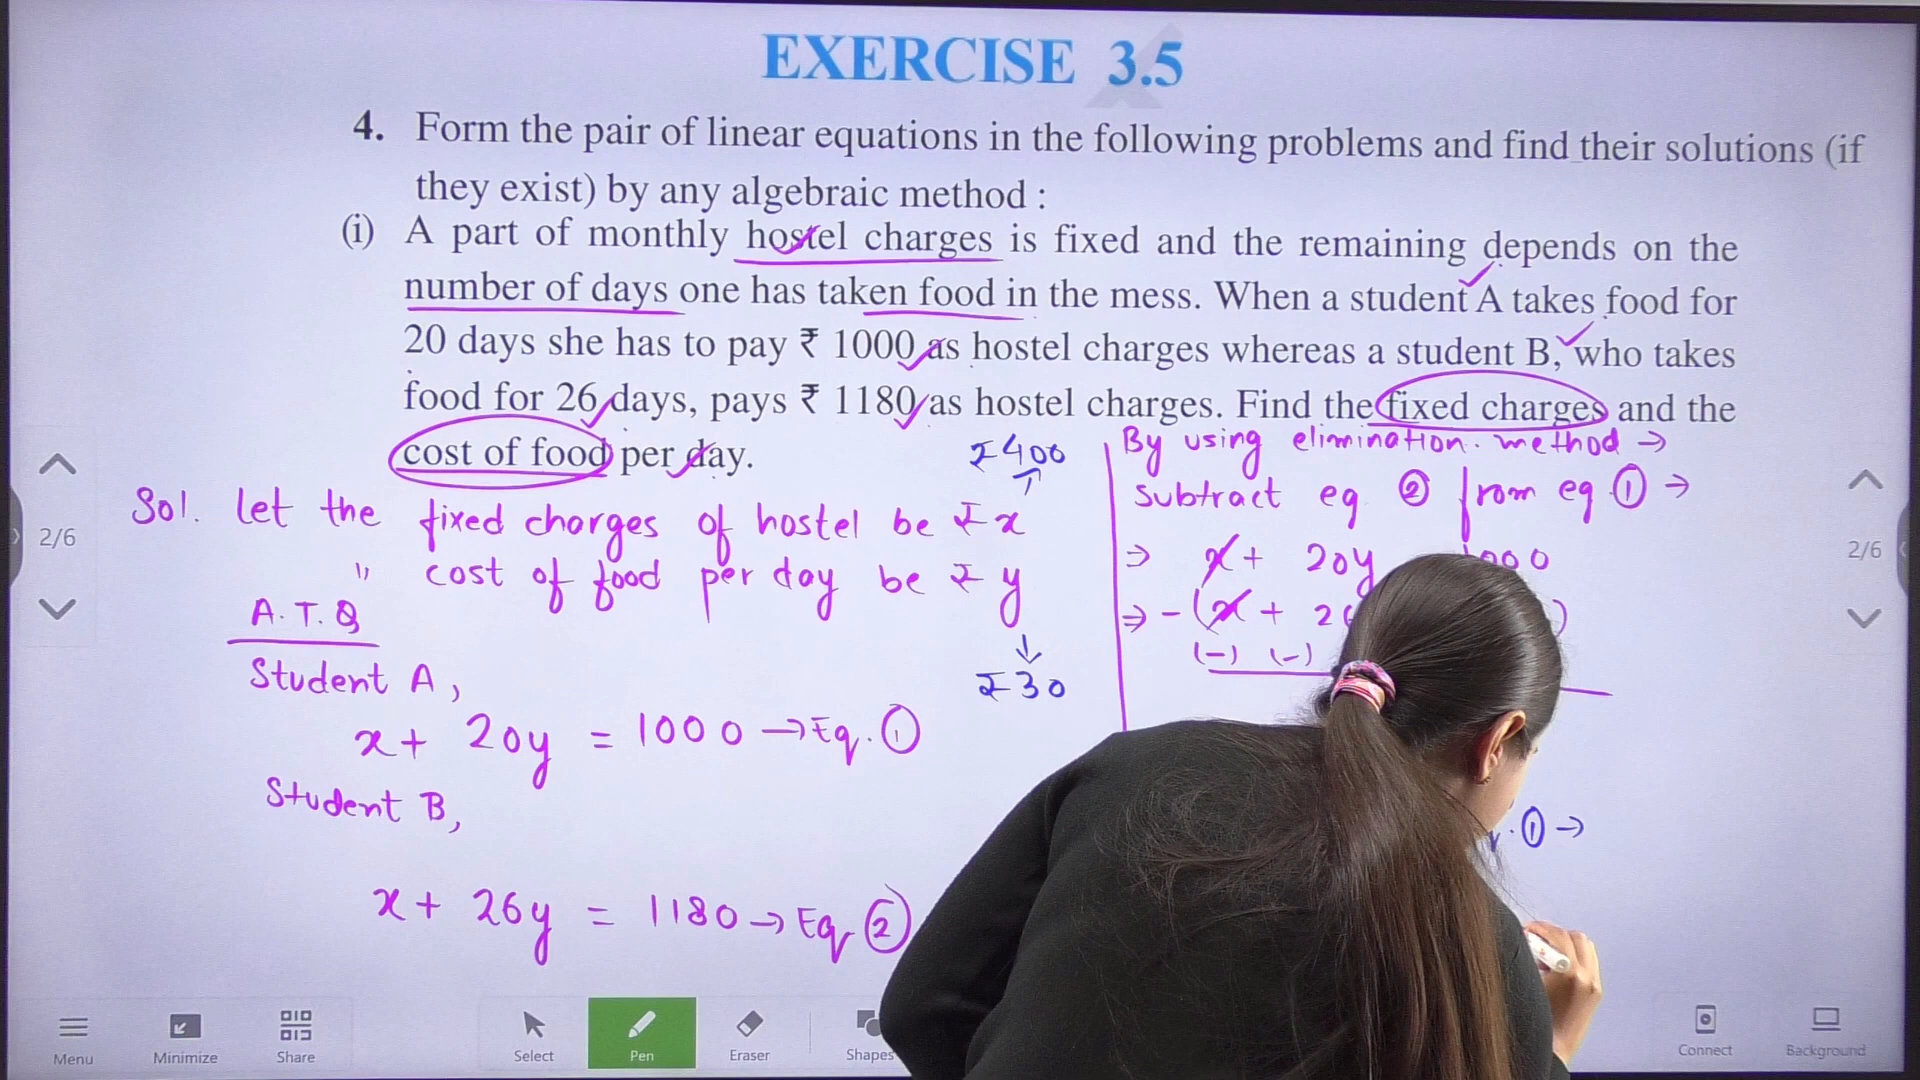 EXERCISE 3.5
4. Form the pair of linear equations in the following problems and find their solutions (if
they exist) by any algebraic method :
(i) A part of monthly hostel charges is fixed and the remaining depends on the
number of days one has taken food in the mess. When a student A takes food for
20 days she has to pay ₹ 1000 as hostel charges whereas a student B, who takes
food for 26 days, pays ₹ 1180 as hostel charges. Find the fixed charges and the
cost of food per day.
₹400
Sol. Let the fixed charges of hostel be ₹ x
" cost of food per day be ₹ y
₹30
A.T.Q
Student A,
x + 20y = 1000 → Eq. ①
Student B,
x + 26y = 1180 → Eq ②
By using elimination. method →
subtract eq ② from eq ① →
⇒ x + 20y 1000
⇒ -(x + 2 )
(-) (-)
. ① →
2/6
2/6
Menu
Minimize
Share
Select
Pen
Eraser
Shapes
Connect
Background